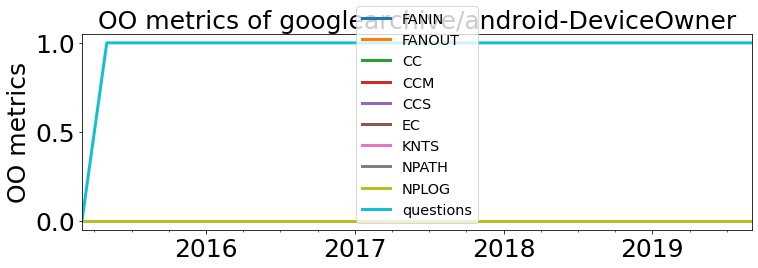 OO metrics of googlearchive/android-DeviceOwner
FANIN
FANOUT
CC
CCM
CCS
EC
KNTS
NPATH
NPLOG
questions
OO metrics
1.0
0.5
0.0
2016 2017 2018 2019